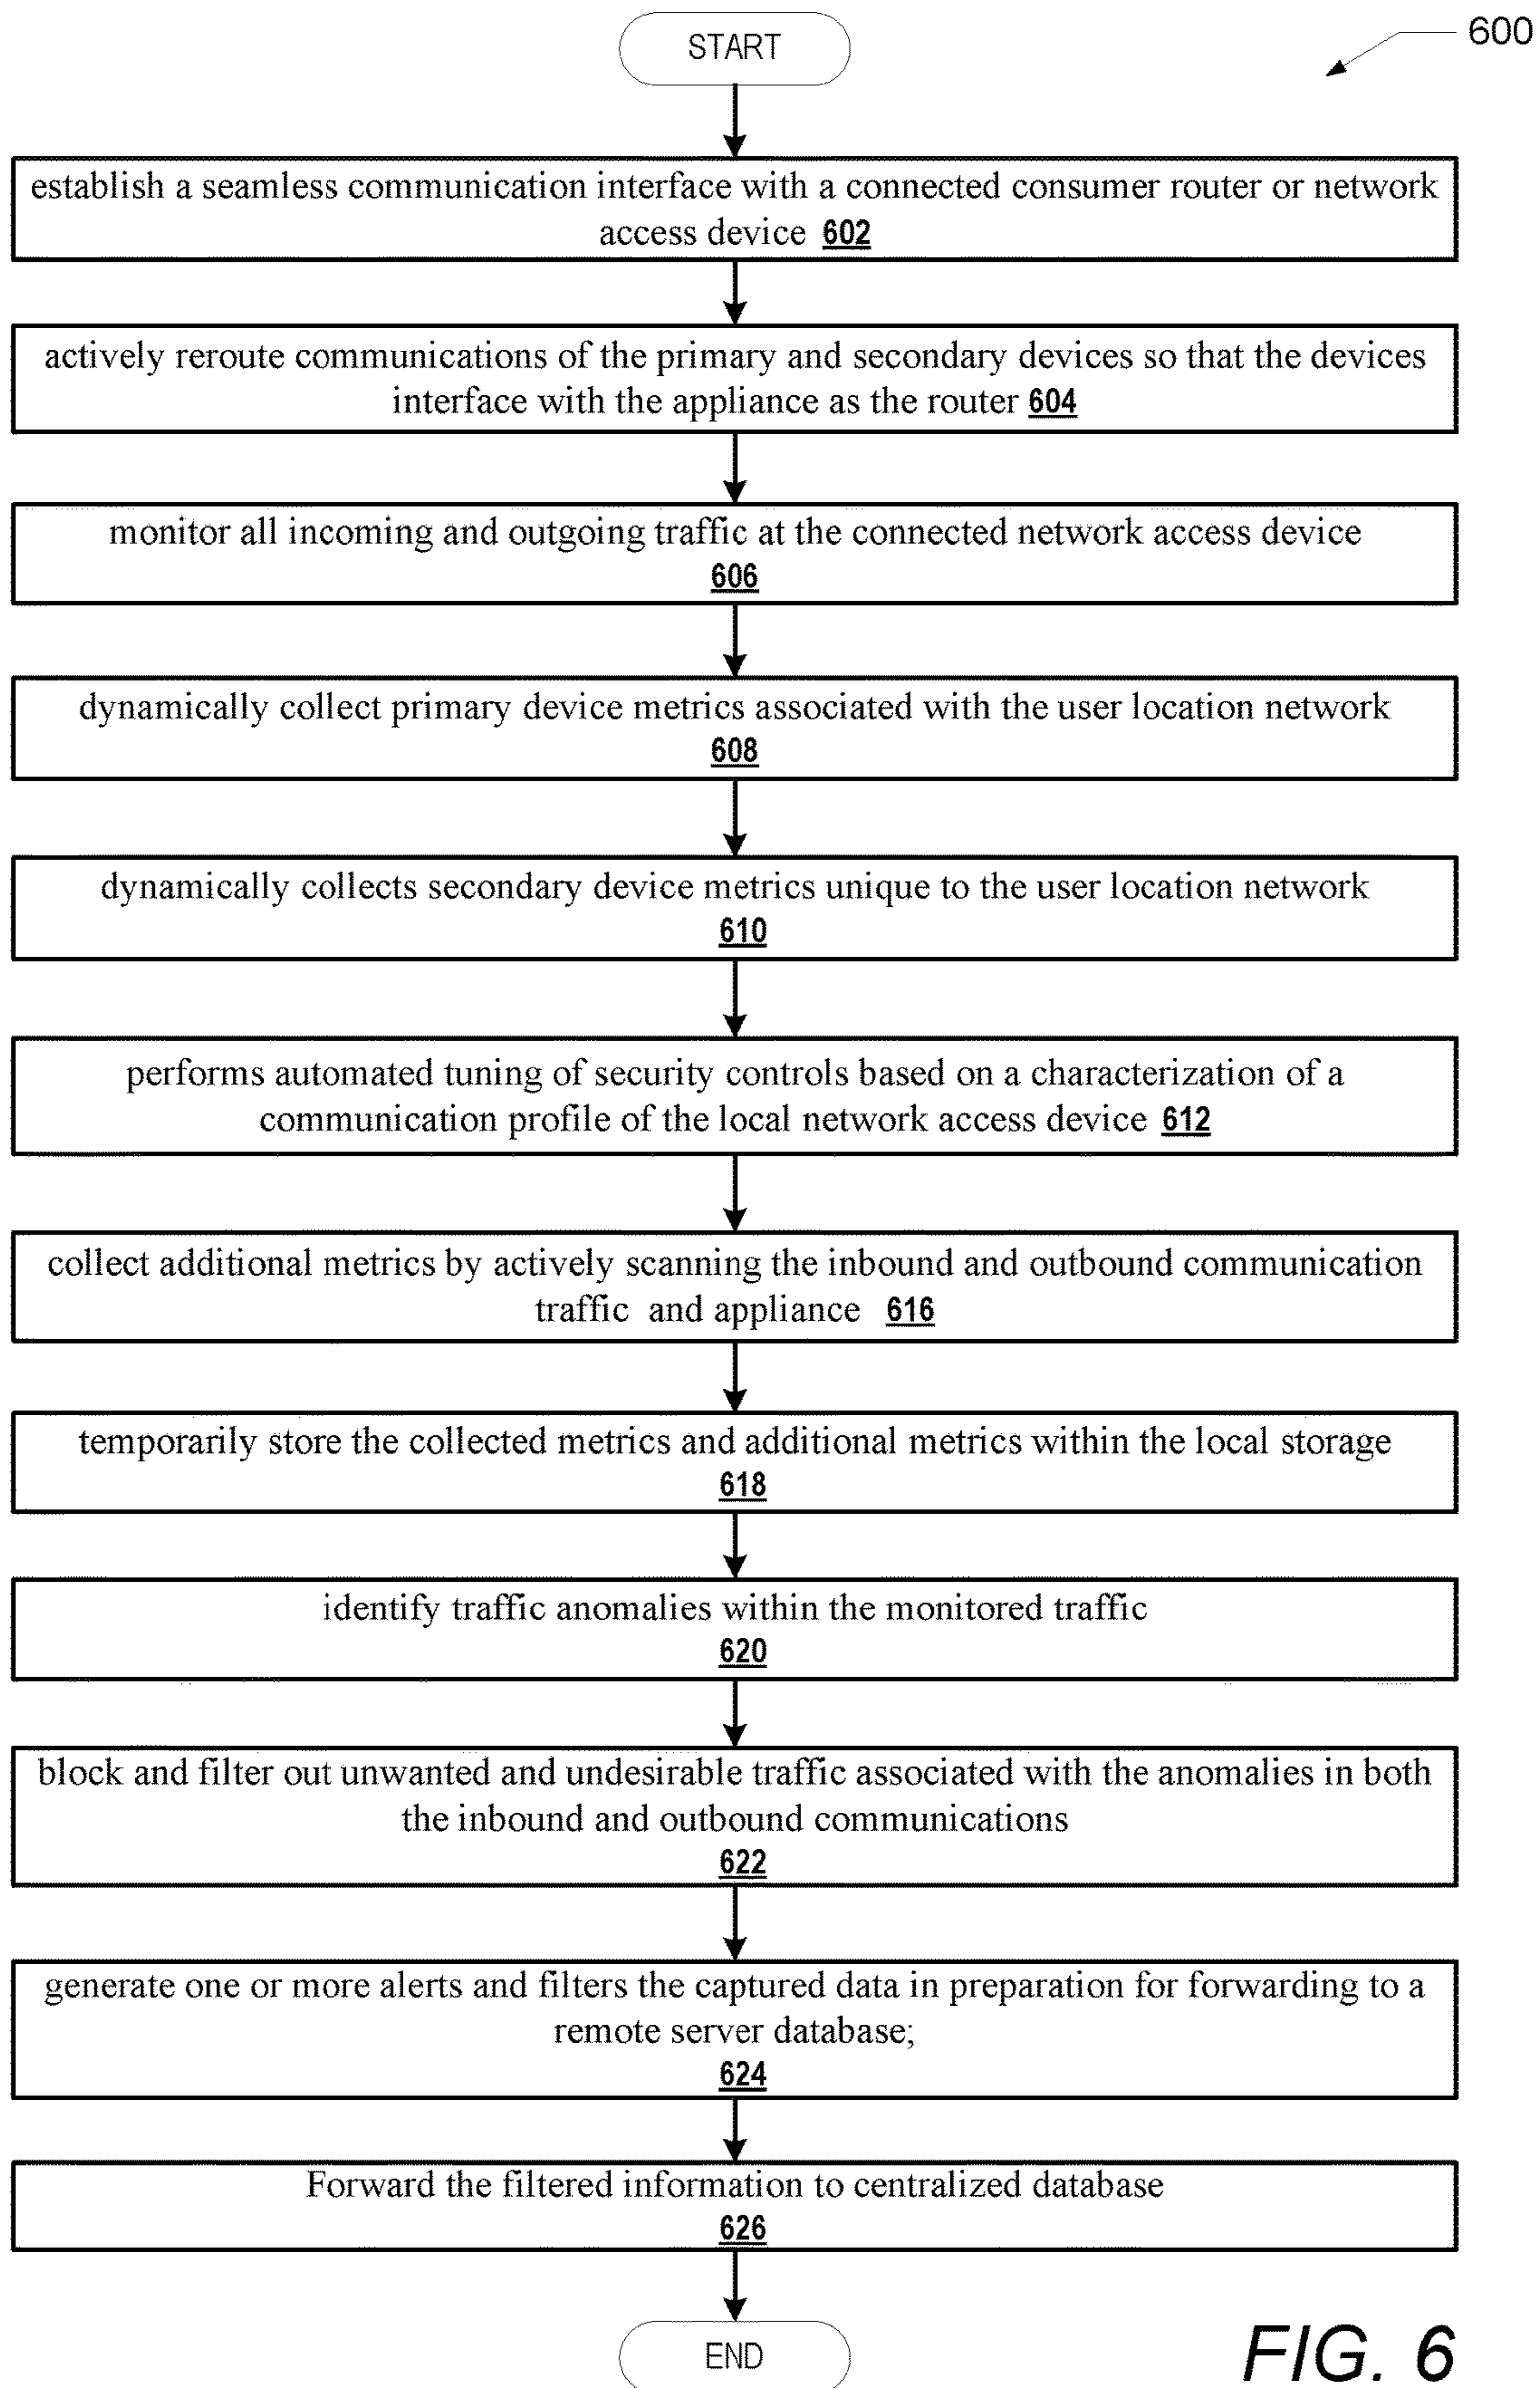 START
600
establish a seamless communication interface with a connected consumer router or network
access device 602
actively reroute communications of the primary and secondary devices so that the devices
interface with the appliance as the router 604
monitor all incoming and outgoing traffic at the connected network access device
606
dynamically collect primary device metrics associated with the user location network
608
dynamically collects secondary device metrics unique to the user location network
610
performs automated tuning of security controls based on a characterization of a
communication profile of the local network access device 612
collect additional metrics by actively scanning the inbound and outbound communication
traffic and appliance 616
temporarily store the collected metrics and additional metrics within the local storage
618
identify traffic anomalies within the monitored traffic
620
block and filter out unwanted and undesirable traffic associated with the anomalies in both
the inbound and outbound communications
622
generate one or more alerts and filters the captured data in preparation for forwarding to a
remote server database;
624
Forward the filtered information to centralized database
626
END
FIG. 6